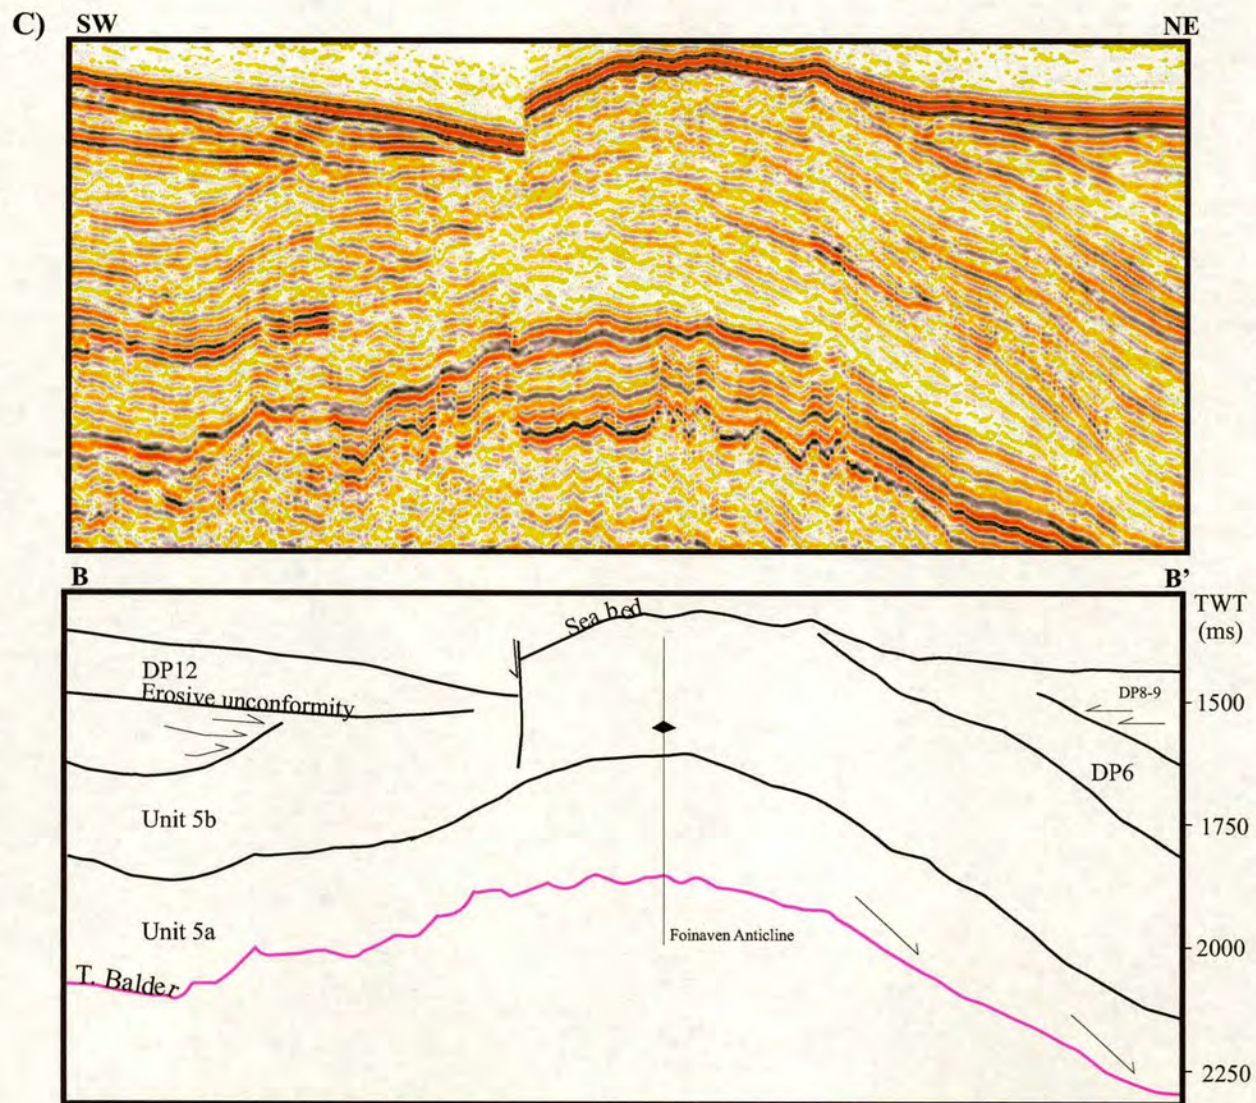 C) SW NE
B B’
TWT
(ms)
Sea bed
DP12
Erosive unconformity
DP8-9
1500
DP6
Unit 5b
1750
Unit 5a
Foinaven Anticline
2000
T. Balder
2250